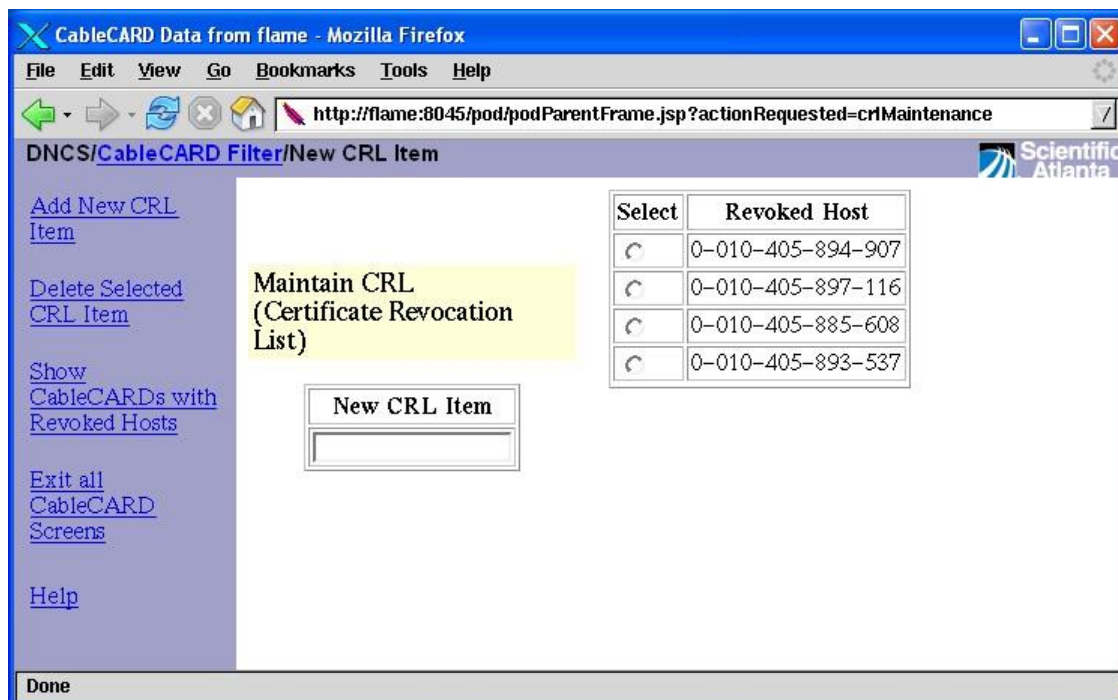 CableCARD Data from flame - Mozilla Firefox
File Edit View Go Bookmarks Tools Help
http://flame:8045/pod/podParentFrame.jsp?actionRequested=crlMaintenance
DNCS/CableCARD Filter/New CRL Item
Scientific
Atlanta
Add New CRL
Item
Delete Selected
CRL Item
Show
CableCARDs with
Revoked Hosts
Exit all
CableCARD
Screens
Help
Maintain CRL
(Certificate Revocation
List)
New CRL Item
Select Revoked Host
0-010-405-894-907
0-010-405-897-116
0-010-405-885-608
0-010-405-893-537
Done